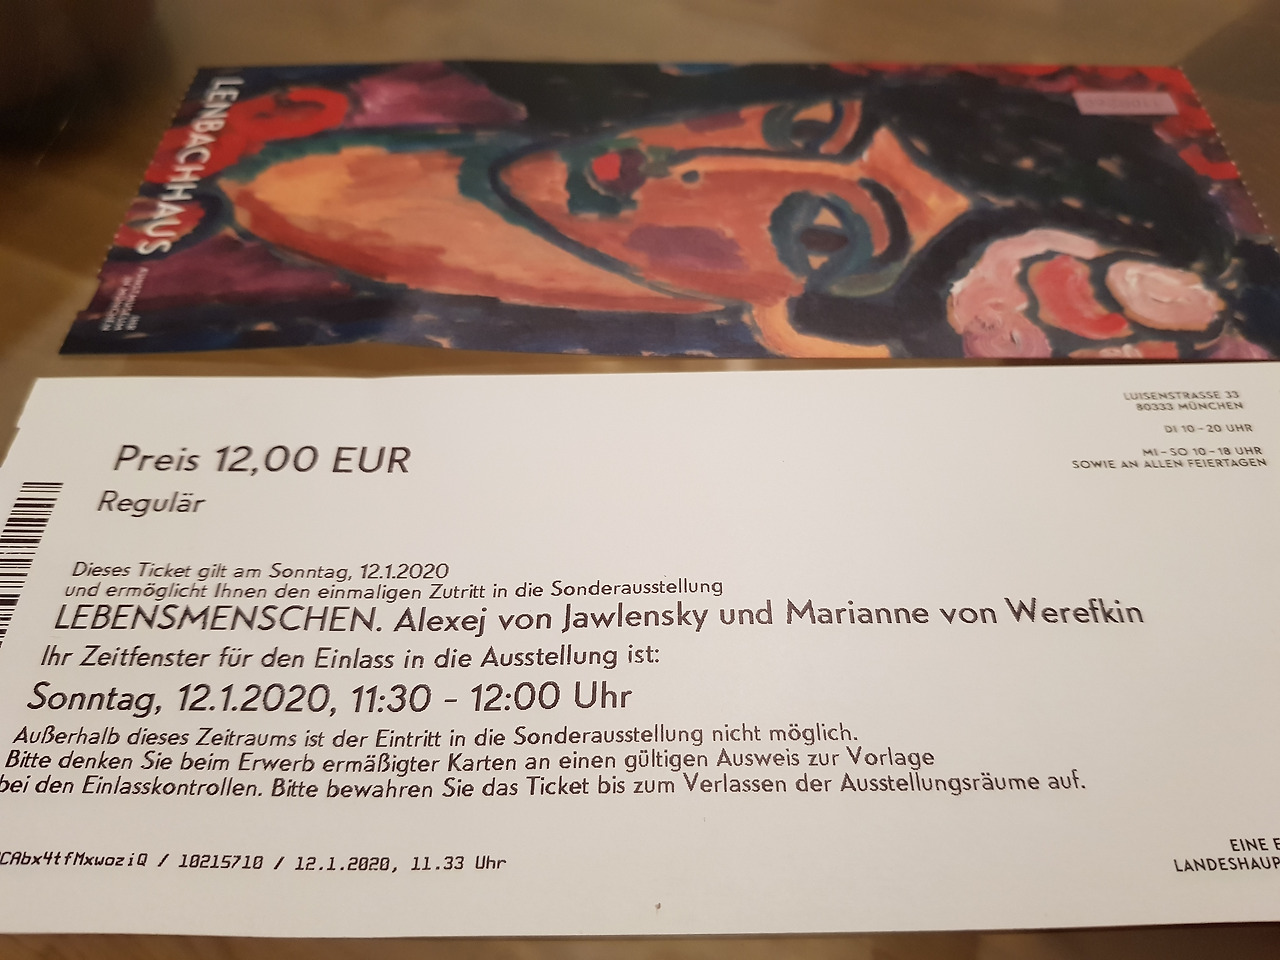 LENBACHHAUS
LUISENSTRASSE 33
80333 MÜNCHEN
DI 10 – 20 UHR
MI – SO 10 – 18 UHR
SOWIE AN ALLEN FEIERTAGEN
Preis 12,00 EUR
Regulär
Dieses Ticket gilt am Sonntag, 12.1.2020
und ermöglicht Ihnen den einmaligen Zutritt in die Sonderausstellung
LEBENSMENSCHEN. Alexej von Jawlensky und Marianne von Werefkin
Ihr Zeitfenster für den Einlass in die Ausstellung ist:
Sonntag, 12.1.2020, 11:30 - 12:00 Uhr
Außerhalb dieses Zeitraums ist der Eintritt in die Sonderausstellung nicht möglich.
Bitte denken Sie beim Erwerb ermäßigter Karten an einen gültigen Ausweis zur Vorlage
bei den Einlasskontrollen. Bitte bewahren Sie das Ticket bis zum Verlassen der Ausstellungsräume auf.
CAbx4tfMxwoziQ / 10215710 / 12.1.2020, 11.33 Uhr
EINE E
LANDESHAUP